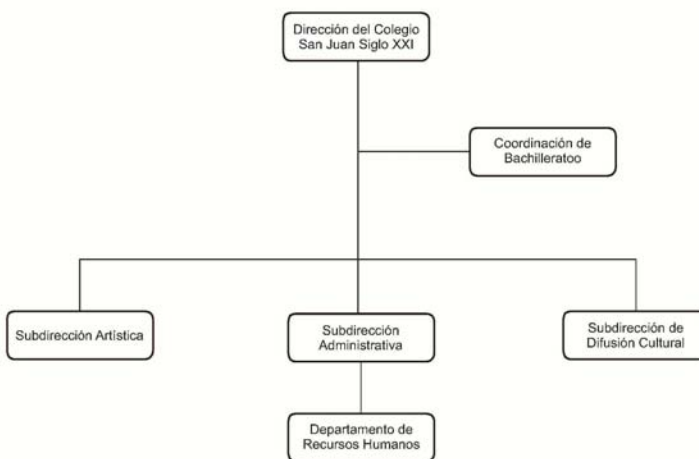 Dirección del Colegio
San Juan Siglo XXI
Coordinación de
Bachilleratoo
Subdirección Artística
Subdirección
Administrativa
Subdirección de
Difusión Cultural
Departamento de
Recursos Humanos